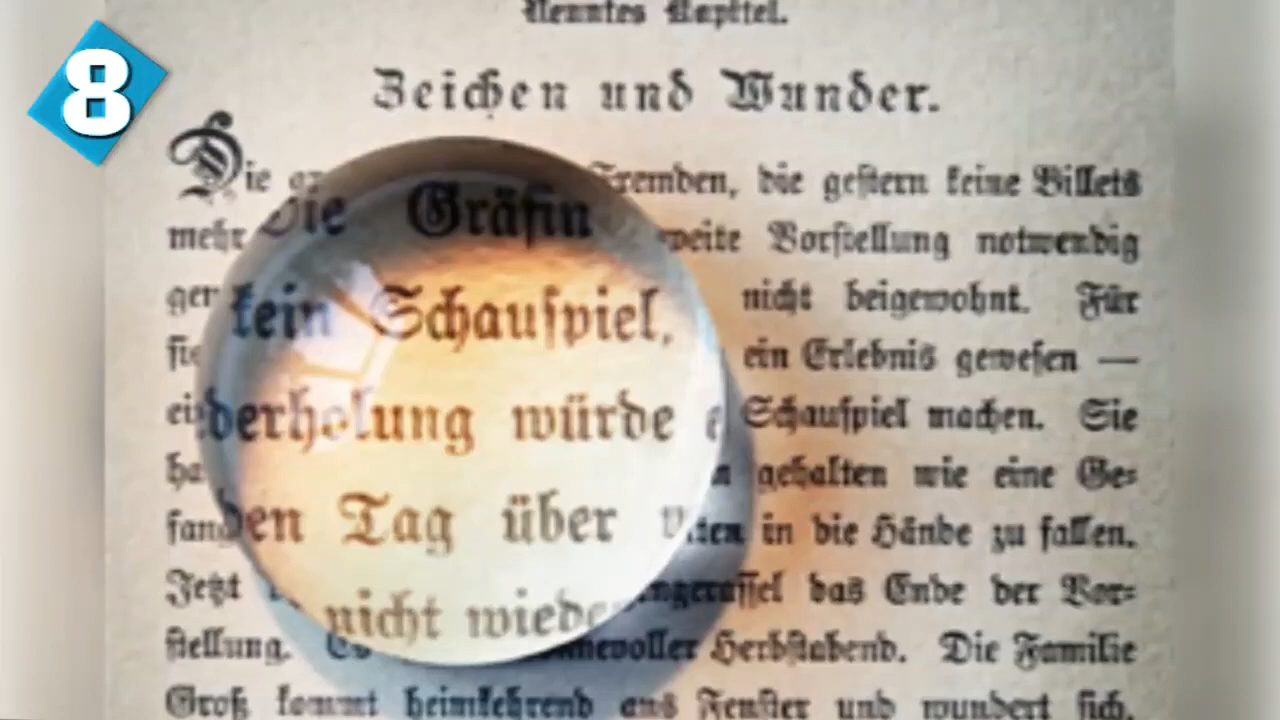 8
Neuntes Kapitel.
Zeichen und Wunder.
Die Fremden, die gestern keine Billets
mehr Die Gräfin zweite Vorstellung notwendig
kein Schauspiel, nicht beigewohnt. Für
ein Erlebnis gewesen —
derholung würde Schauspiel machen. Sie
gehalten wie eine Ge-
den Tag über in die Hände zu fallen.
Jetzt das Ende der Vor-
nicht wieder
stellung. Es Herbstabend. Die Familie
Groß kommt heimkehrend ans Fenster und wundert sich,